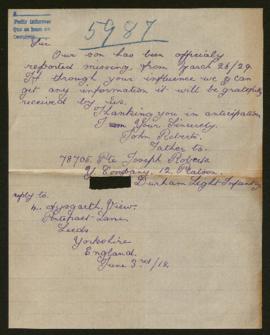 5987
Sir
Our son has been officially
reported missing from March 26/29.
If through your influence we can
get any information it will be gratefully
received by us.
Thanking you in anticipation,
I am Your Sincerely.
John Roberts.
Father to.
78705. Pte Joseph Roberts
Y. Company, 12. Platoon.
Durham Light Infantry
reply to.
4. Aysgarth. View.
Pontefract Lane,
Leeds
Yorkshire
England.
June 3rd/18.